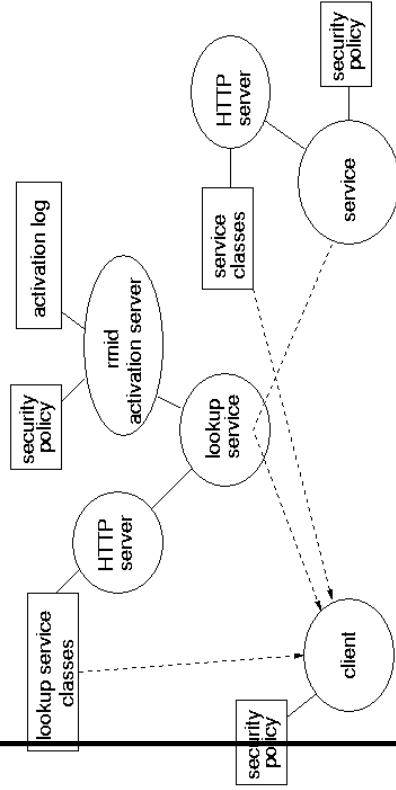 lookup service
classes
HTTP
server
security
policy
activation log
rmid
activation server
lookup
service
service
classes
HTTP
server
security
policy
service
security
policy
client